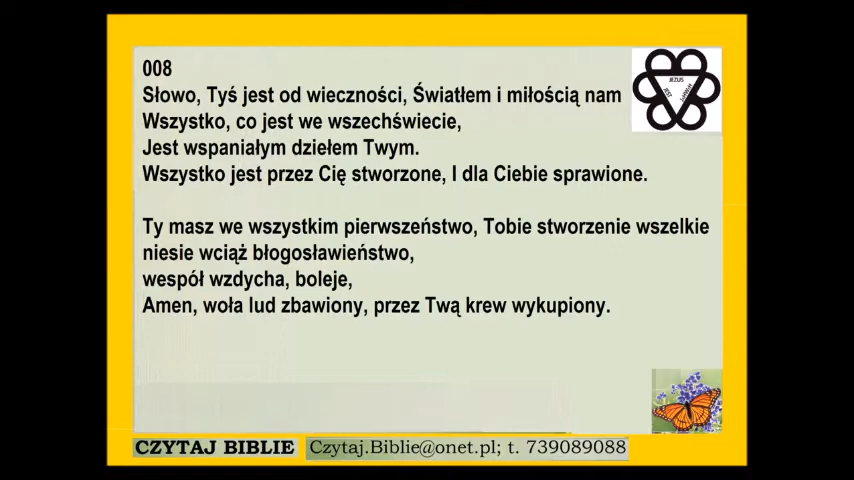 008
Słowo, Tyś jest od wieczności, Światłem i miłością nam
Wszystko, co jest we wszechświecie,
Jest wspaniałym dziełem Twym.
Wszystko jest przez Cię stworzone, I dla Ciebie sprawione.
Ty masz we wszystkim pierwszeństwo, Tobie stworzenie wszelkie
niesie wciąż błogosławieństwo,
wespół wzdycha, boleje,
Amen, woła lud zbawiony, przez Twą krew wykupiony.
JEZUS
JEST
CZYTAJ BIBLIE Czytaj.Biblie@onet.pl; t. 739089088